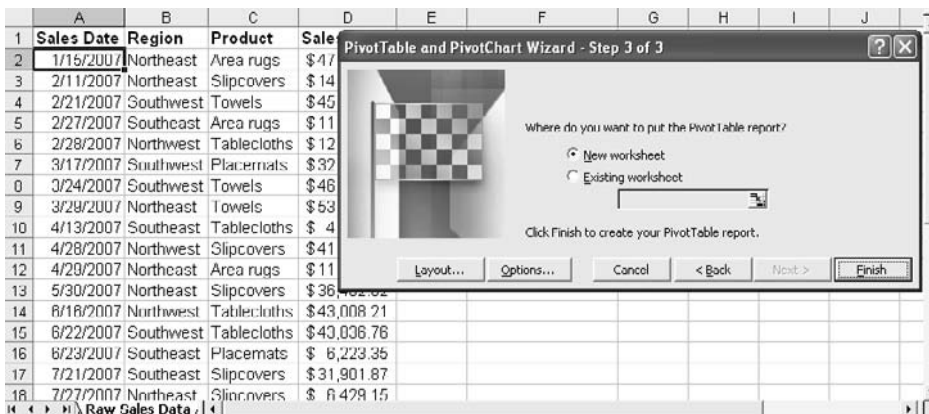 A B C D E F G H I J
1 Sales Date Region Product Sale
2 1/15/2007 Northeast Area rugs $47
3 2/11/2007 Northeast Slipcovers $14
4 2/21/2007 Southwest Towels $45
5 2/27/2007 Southeast Area rugs $11
6 2/28/2007 Northwest Tablecloths $12
7 3/17/2007 Southwest Placemats $32
8 3/24/2007 Southwest Towels $46
9 3/29/2007 Northeast Towels $53
10 4/13/2007 Southeast Tablecloths $ 4
11 4/28/2007 Northwest Slipcovers $41
12 4/29/2007 Northeast Area rugs $11
13 5/30/2007 Northeast Slipcovers
14 6/16/2007 Northwest Tablecloths $43,008.21
15 6/22/2007 Southwest Tablecloths $43,036.76
16 6/23/2007 Southeast Placemats $ 6,223.35
17 7/21/2007 Southeast Slipcovers $31,901.87
18 7/27/2007 Northeast Slipcovers $ 6,429.15
Raw Sales Data
PivotTable and PivotChart Wizard - Step 3 of 3
Where do you want to put the PivotTable report?
New worksheet
Existing worksheet
Click Finish to create your PivotTable report.
Layout... Options... Cancel < Back Next > Finish